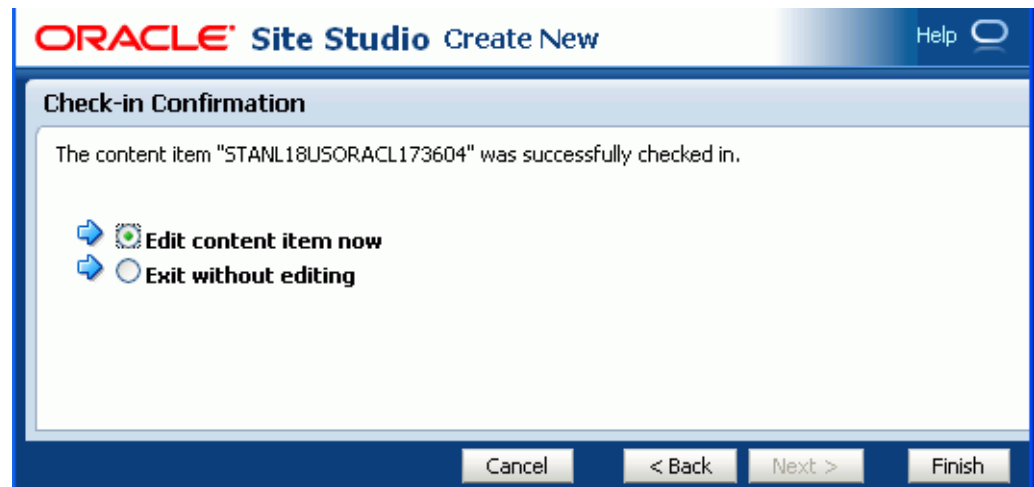 ORACLE Site Studio Create New Help
Check-in Confirmation
The content item "STANL18USORACL173604" was successfully checked in.
Edit content item now
Exit without editing
Cancel < Back Next > Finish